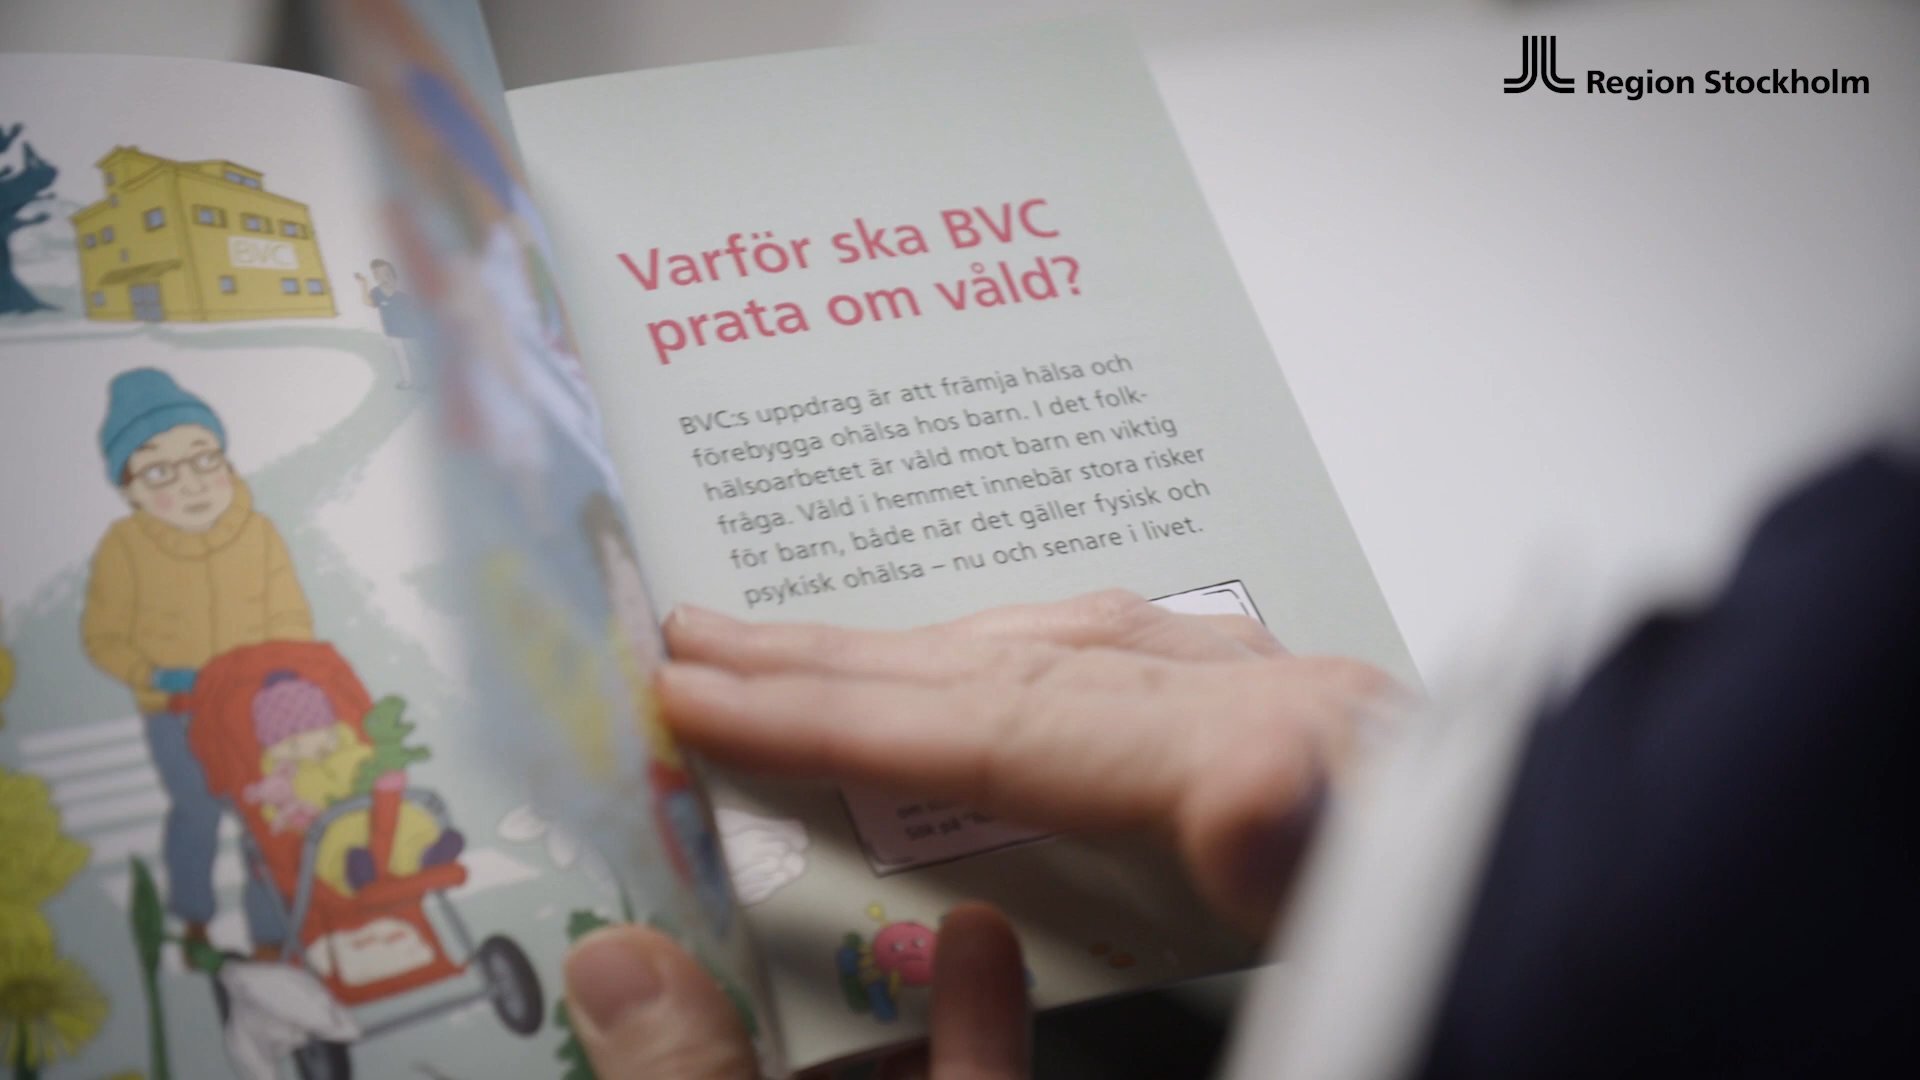 Region Stockholm
BVC
Varför ska BVC
prata om våld?
BVC:s uppdrag är att främja hälsa och
förebygga ohälsa hos barn. I det folk-
hälsoarbetet är våld mot barn en viktig
fråga. Våld i hemmet innebär stora risker
för barn, både när det gäller fysisk och
psykisk ohälsa – nu och senare i livet.
Sök på